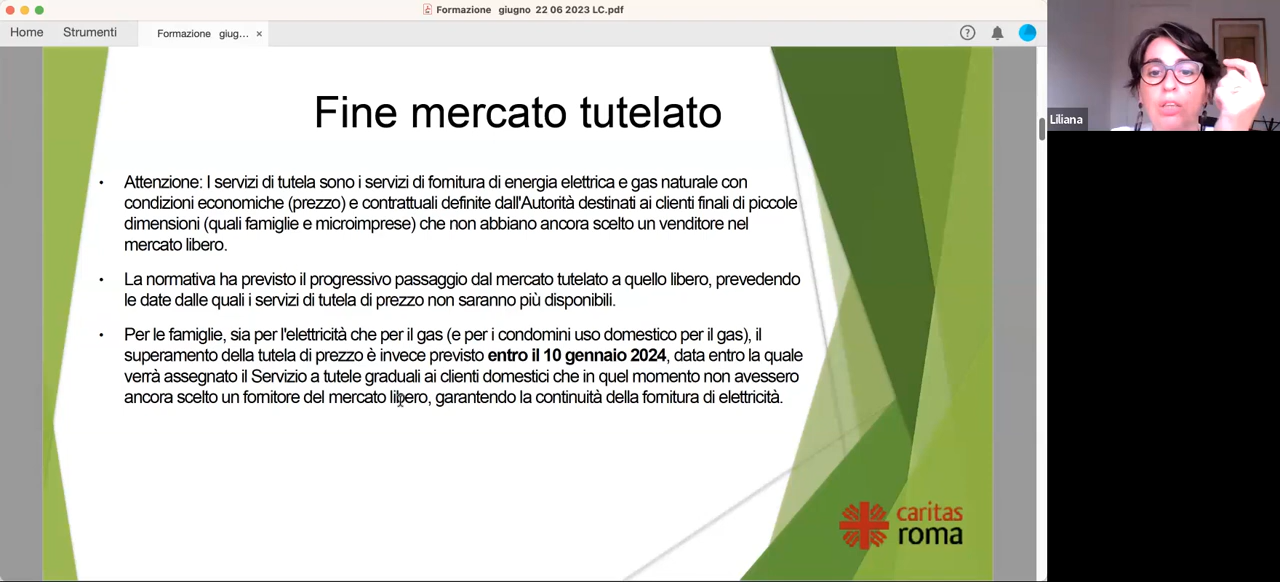 Formazione giugno 22 06 2023 LC.pdf
Home Strumenti Formazione giug... ×
Liliana
Fine mercato tutelato
• Attenzione: I servizi di tutela sono i servizi di fornitura di energia elettrica e gas naturale con
condizioni economiche (prezzo) e contrattuali definite dall'Autorità destinati ai clienti finali di piccole
dimensioni (quali famiglie e microimprese) che non abbiano ancora scelto un venditore nel
mercato libero.
• La normativa ha previsto il progressivo passaggio dal mercato tutelato a quello libero, prevedendo
le date dalle quali i servizi di tutela di prezzo non saranno più disponibili.
• Per le famiglie, sia per l'elettricità che per il gas (e per i condomini uso domestico per il gas), il
superamento della tutela di prezzo è invece previsto entro il 10 gennaio 2024, data entro la quale
verrà assegnato il Servizio a tutele graduali ai clienti domestici che in quel momento non avessero
ancora scelto un fornitore del mercato libero, garantendo la continuità della fornitura di elettricità.
caritas
roma